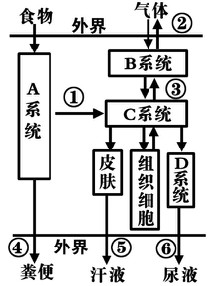 食物
外界
气体
②
A系统
B系统
①
③
C系统
皮肤
组织细胞
D系统
④
外界
⑤
⑥
粪便
汗液
尿液